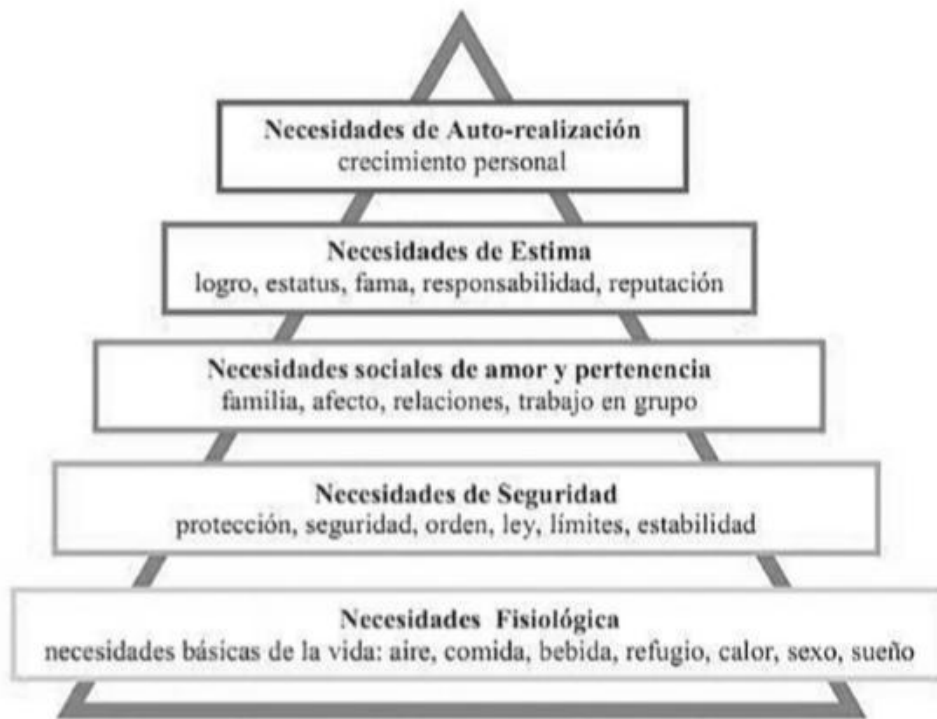 Necesidades de Auto-realización
crecimiento personal
Necesidades de Estima
logro, estatus, fama, responsabilidad, reputación
Necesidades sociales de amor y pertenencia
familia, afecto, relaciones, trabajo en grupo
Necesidades de Seguridad
protección, seguridad, orden, ley, límites, estabilidad
Necesidades Fisiológica
necesidades básicas de la vida: aire, comida, bebida, refugio, calor, sexo, sueño